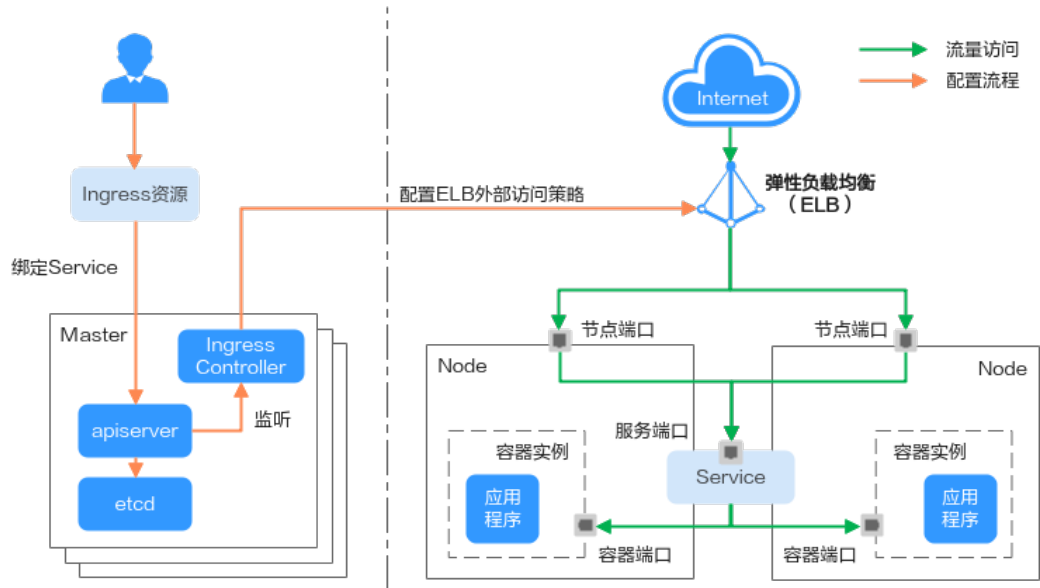 流量访问
配置流程
Internet
Ingress资源
配置ELB外部访问策略
弹性负载均衡
（ELB）
绑定Service
Master
Ingress
Controller
apiserver
监听
etcd
节点端口
节点端口
Node
Node
服务端口
Service
容器实例
应用
程序
容器端口
容器实例
应用
程序
容器端口